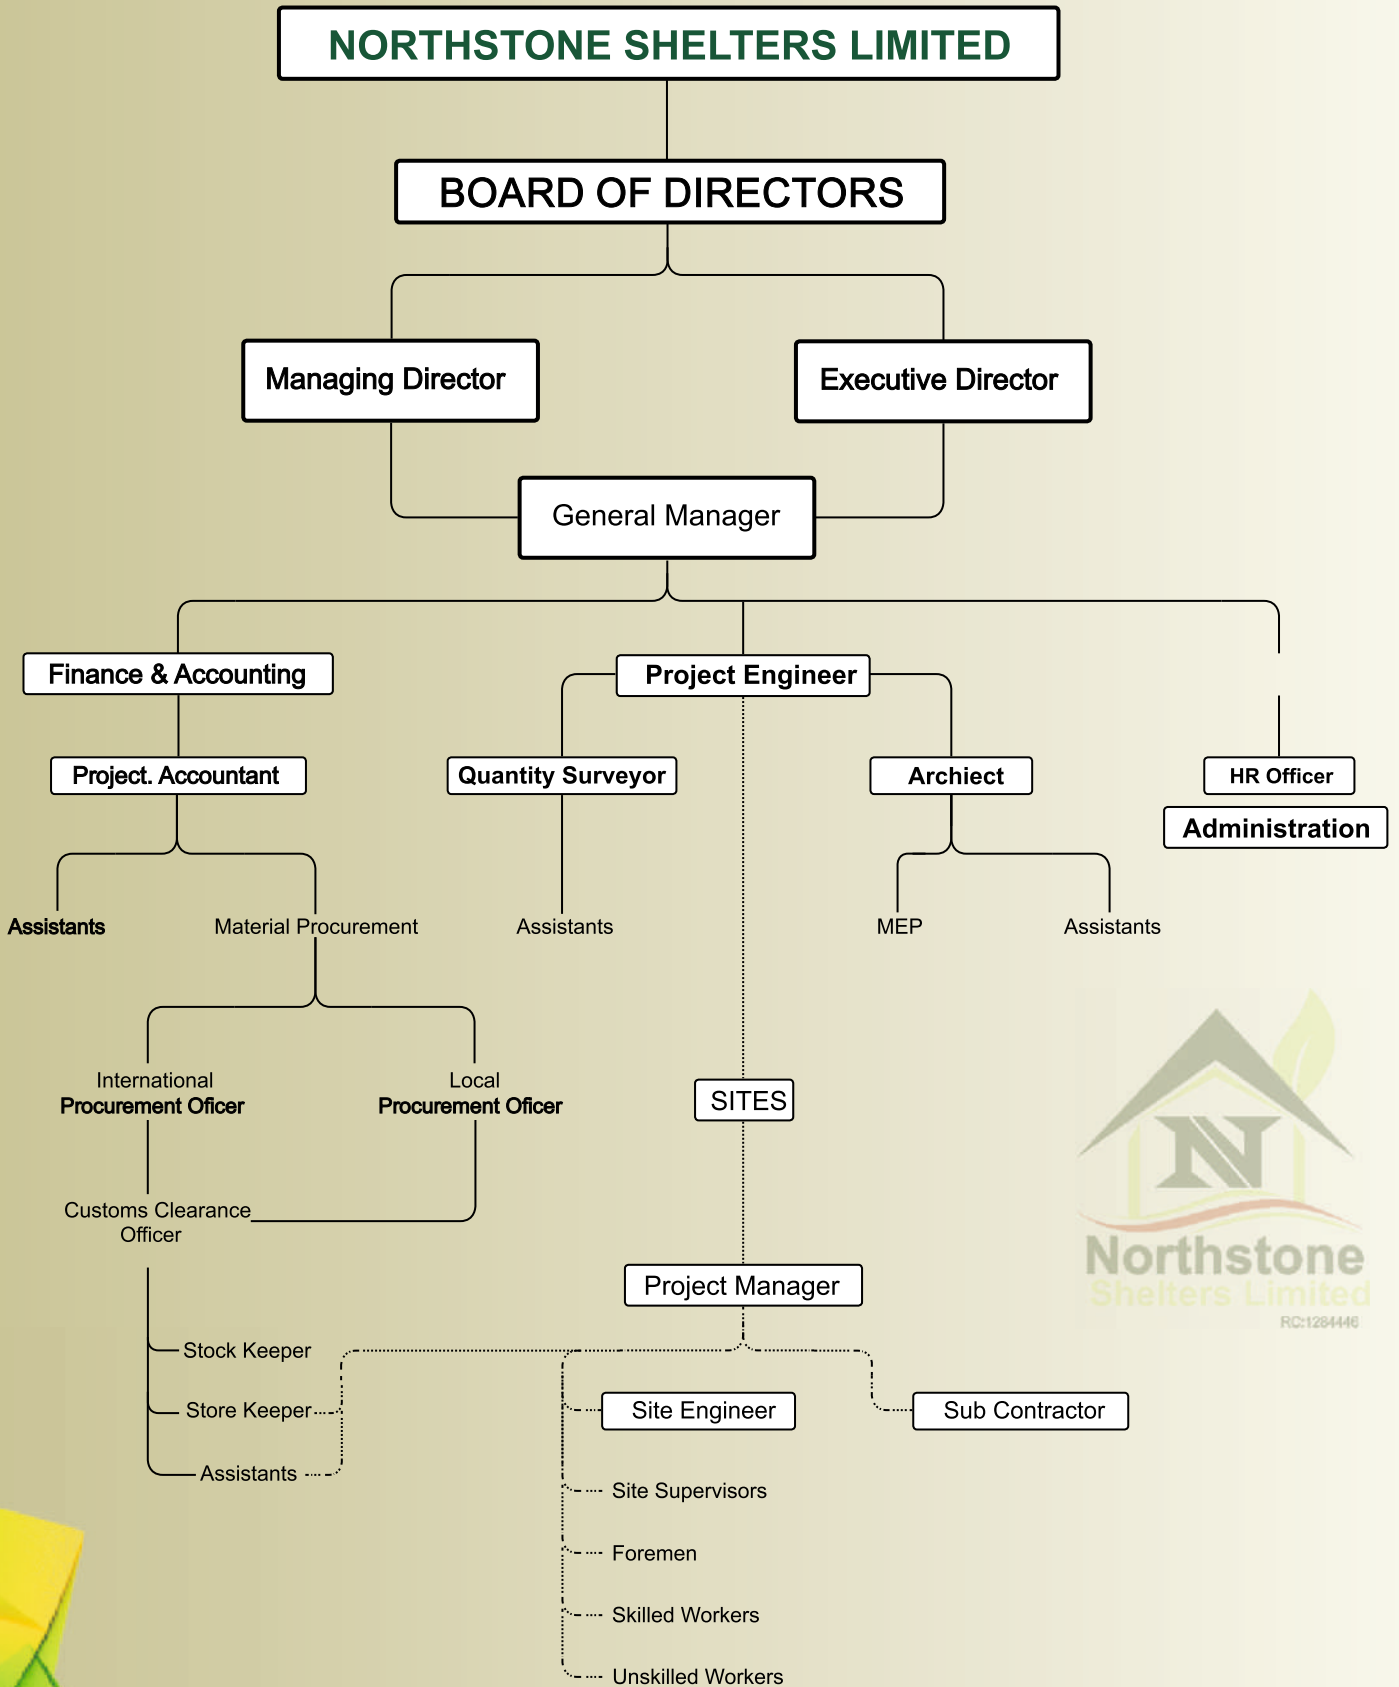 NORTHSTONE SHELTERS LIMITED
BOARD OF DIRECTORS
Managing Director
Executive Director
General Manager
Finance & Accounting
Project Engineer
Project. Accountant
Quantity Surveyor
Archiect
HR Officer
Administration
Assistants
Material Procurement
Assistants
MEP
Assistants
International
Procurement Oficer
Local
Procurement Oficer
SITES
Customs Clearance
Officer
Project Manager
N
Northstone
Shelters Limited
RC:1284446
Stock Keeper
Store Keeper
Assistants
Site Engineer
Sub Contractor
Site Supervisors
Foremen
Skilled Workers
Unskilled Workers